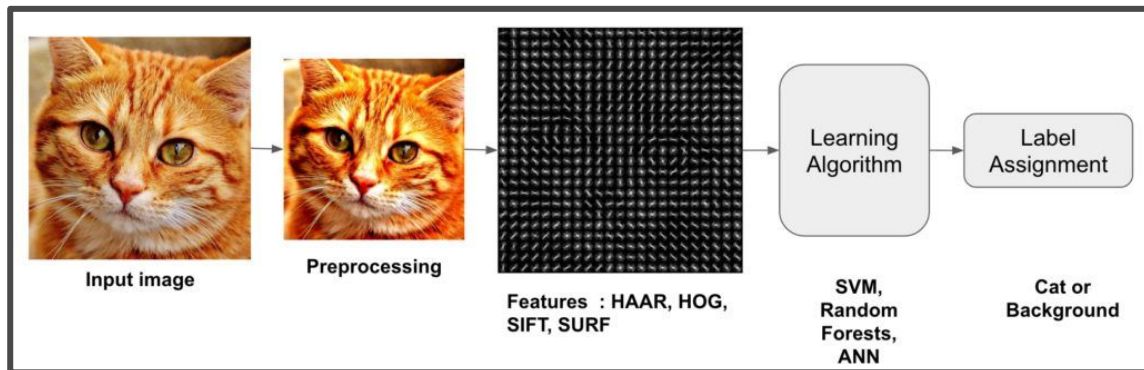 Input image
Preprocessing
Features : HAAR, HOG,
SIFT, SURF
Learning
Algorithm
SVM,
Random
Forests,
ANN
Label
Assignment
Cat or
Background